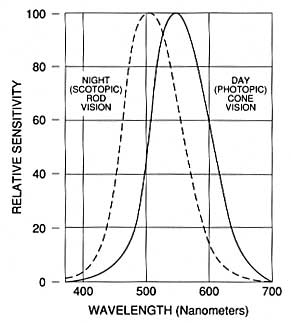 100
80
60
40
20
0
RELATIVE SENSITIVITY
NIGHT
(SCOTOPIC)
ROD
VISION
DAY
(PHOTOPIC)
CONE
VISION
400 500 600 700
WAVELENGTH (Nanometers)